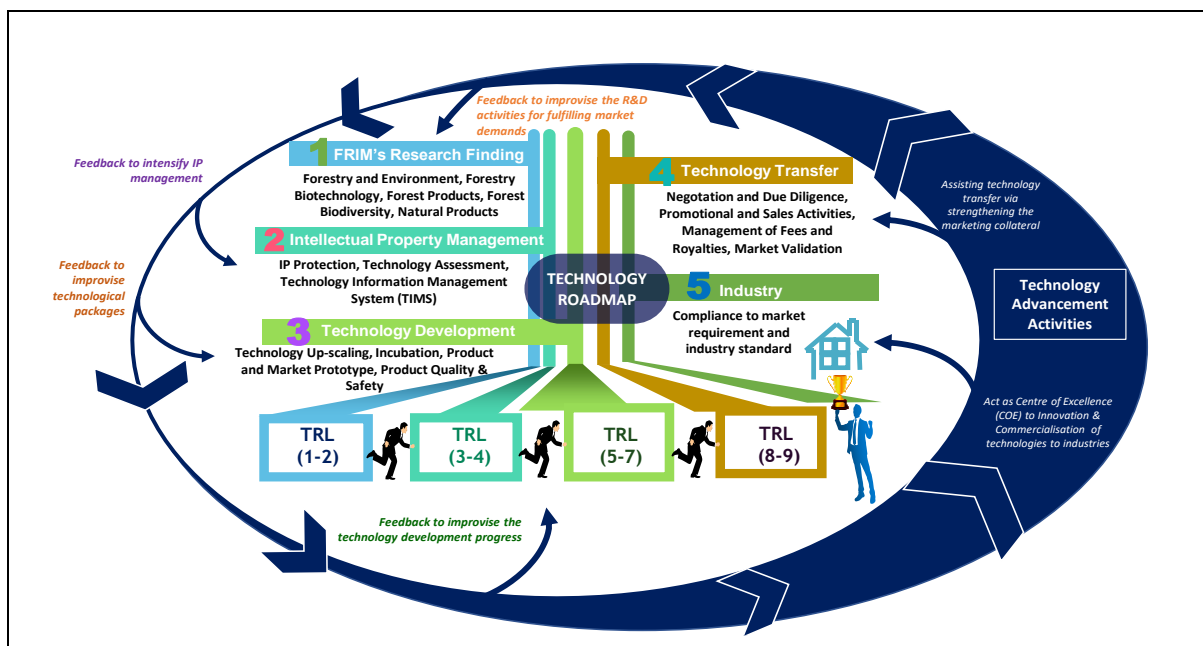 Feedback to improvise the R&D
activities for fulfilling market
demands
1 FRIM's Research Finding
Forestry and Environment, Forestry
Biotechnology, Forest Products, Forest
Biodiversity, Natural Products
Feedback to intensify IP
management
2 Intellectual Property Management
IP Protection, Technology Assessment,
Technology Information Management
System (TIMS)
Feedback to
improvise
technological
packages
3 Technology Development
Technology Up-scaling, Incubation, Product
and Market Prototype, Product Quality &
Safety
TECHNOLOGY
ROADMAP
4 Technology Transfer
Negotation and Due Diligence,
Promotional and Sales Activities,
Management of Fees and
Royalties, Market Validation
5 Industry
Compliance to market
requirement and
industry standard
Assisting technology
transfer via
strengthening the
marketing collateral
Technology
Advancement
Activities
Act as Centre of Excellence
(COE) to Innovation &
Commercialisation of
technologies to industries
TRL
(1-2)
TRL
(3-4)
TRL
(5-7)
TRL
(8-9)
Feedback to improvise the
technology development progress